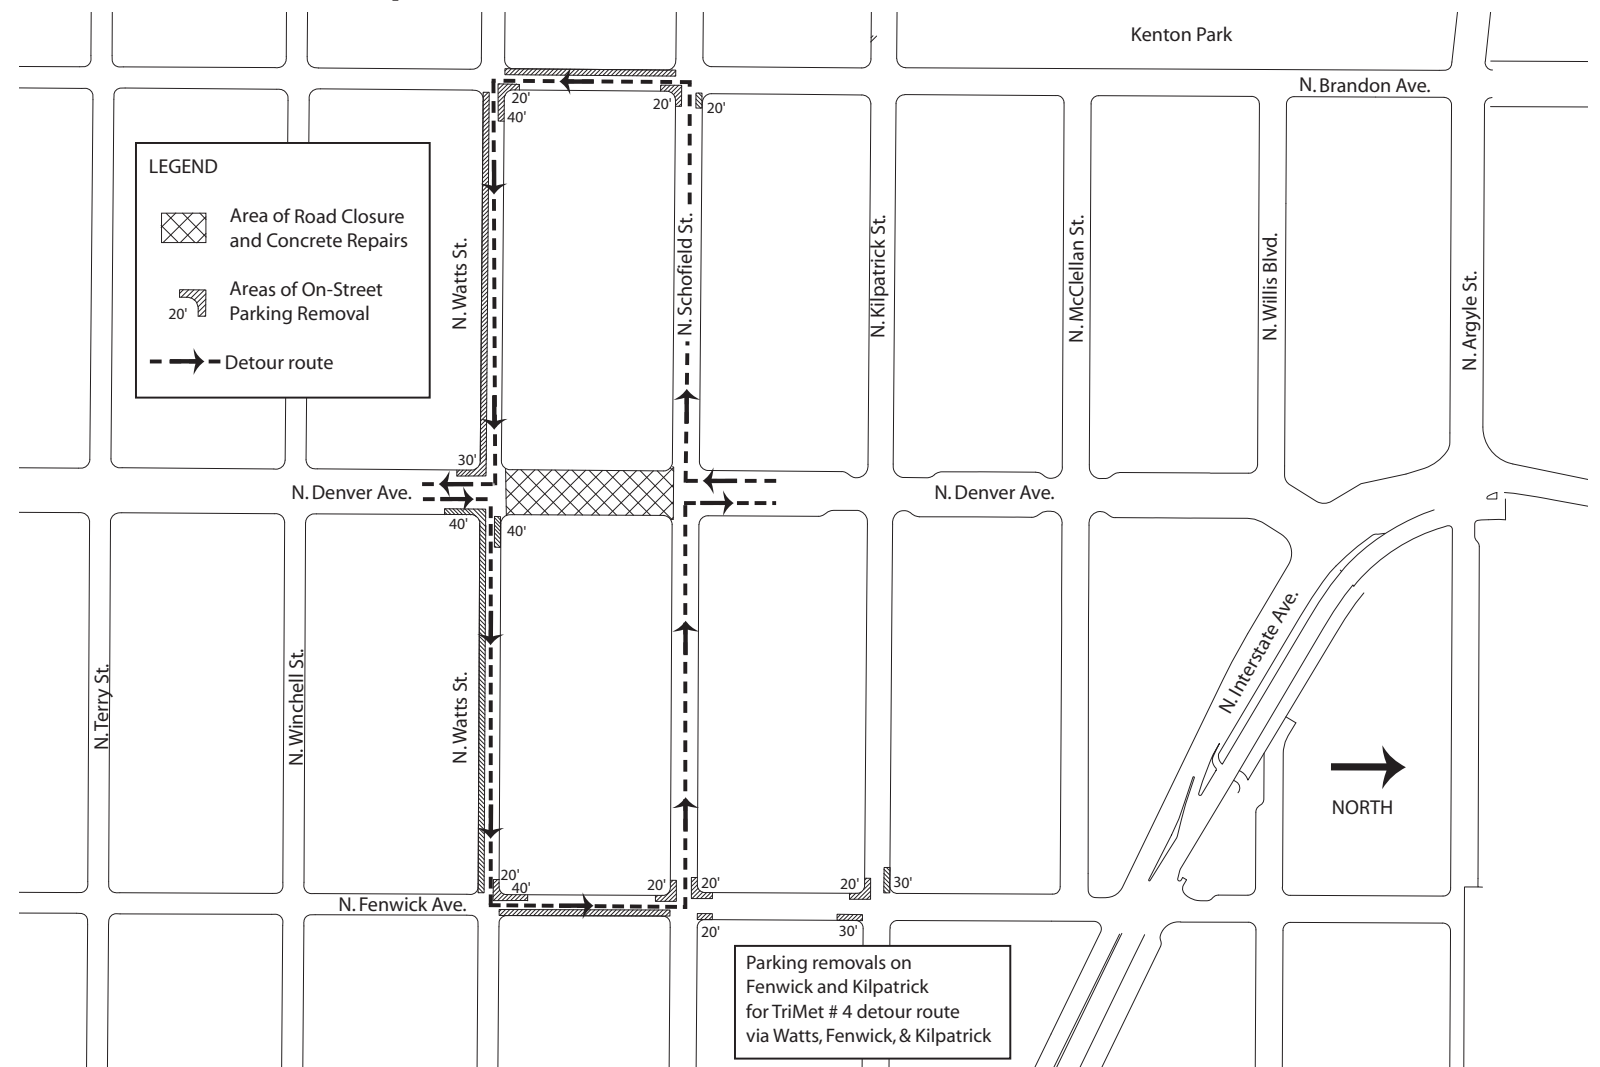 Kenton Park
N. Brandon Ave.
20'
40'
20'
20'
LEGEND
Area of Road Closure
and Concrete Repairs
Areas of On-Street
Parking Removal
20'
Detour route
N. Watts St.
N. Schofield St.
N. Kilpatrick St.
N. McClellan St.
N. Willis Blvd.
N. Argyle St.
30'
N. Denver Ave.
N. Denver Ave.
40'
40'
N. Terry St.
N. Winchell St.
N. Watts St.
N. Interstate Ave.
NORTH
20'
40'
20'
20'
20'
30'
N. Fenwick Ave.
20'
30'
Parking removals on
Fenwick and Kilpatrick
for TriMet # 4 detour route
via Watts, Fenwick, & Kilpatrick